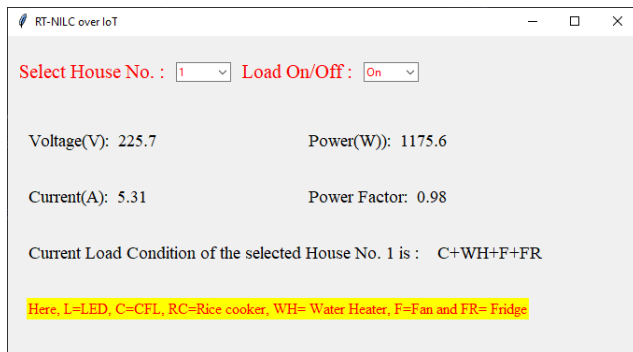 RT-NILC over IoT
Select House No. : 1 Load On/Off : On
Voltage(V): 225.7 Power(W)): 1175.6
Current(A): 5.31 Power Factor: 0.98
Current Load Condition of the selected House No. 1 is : C+WH+F+FR
Here, L=LED, C=CFL, RC=Rice cooker, WH= Water Heater, F=Fan and FR= Fridge